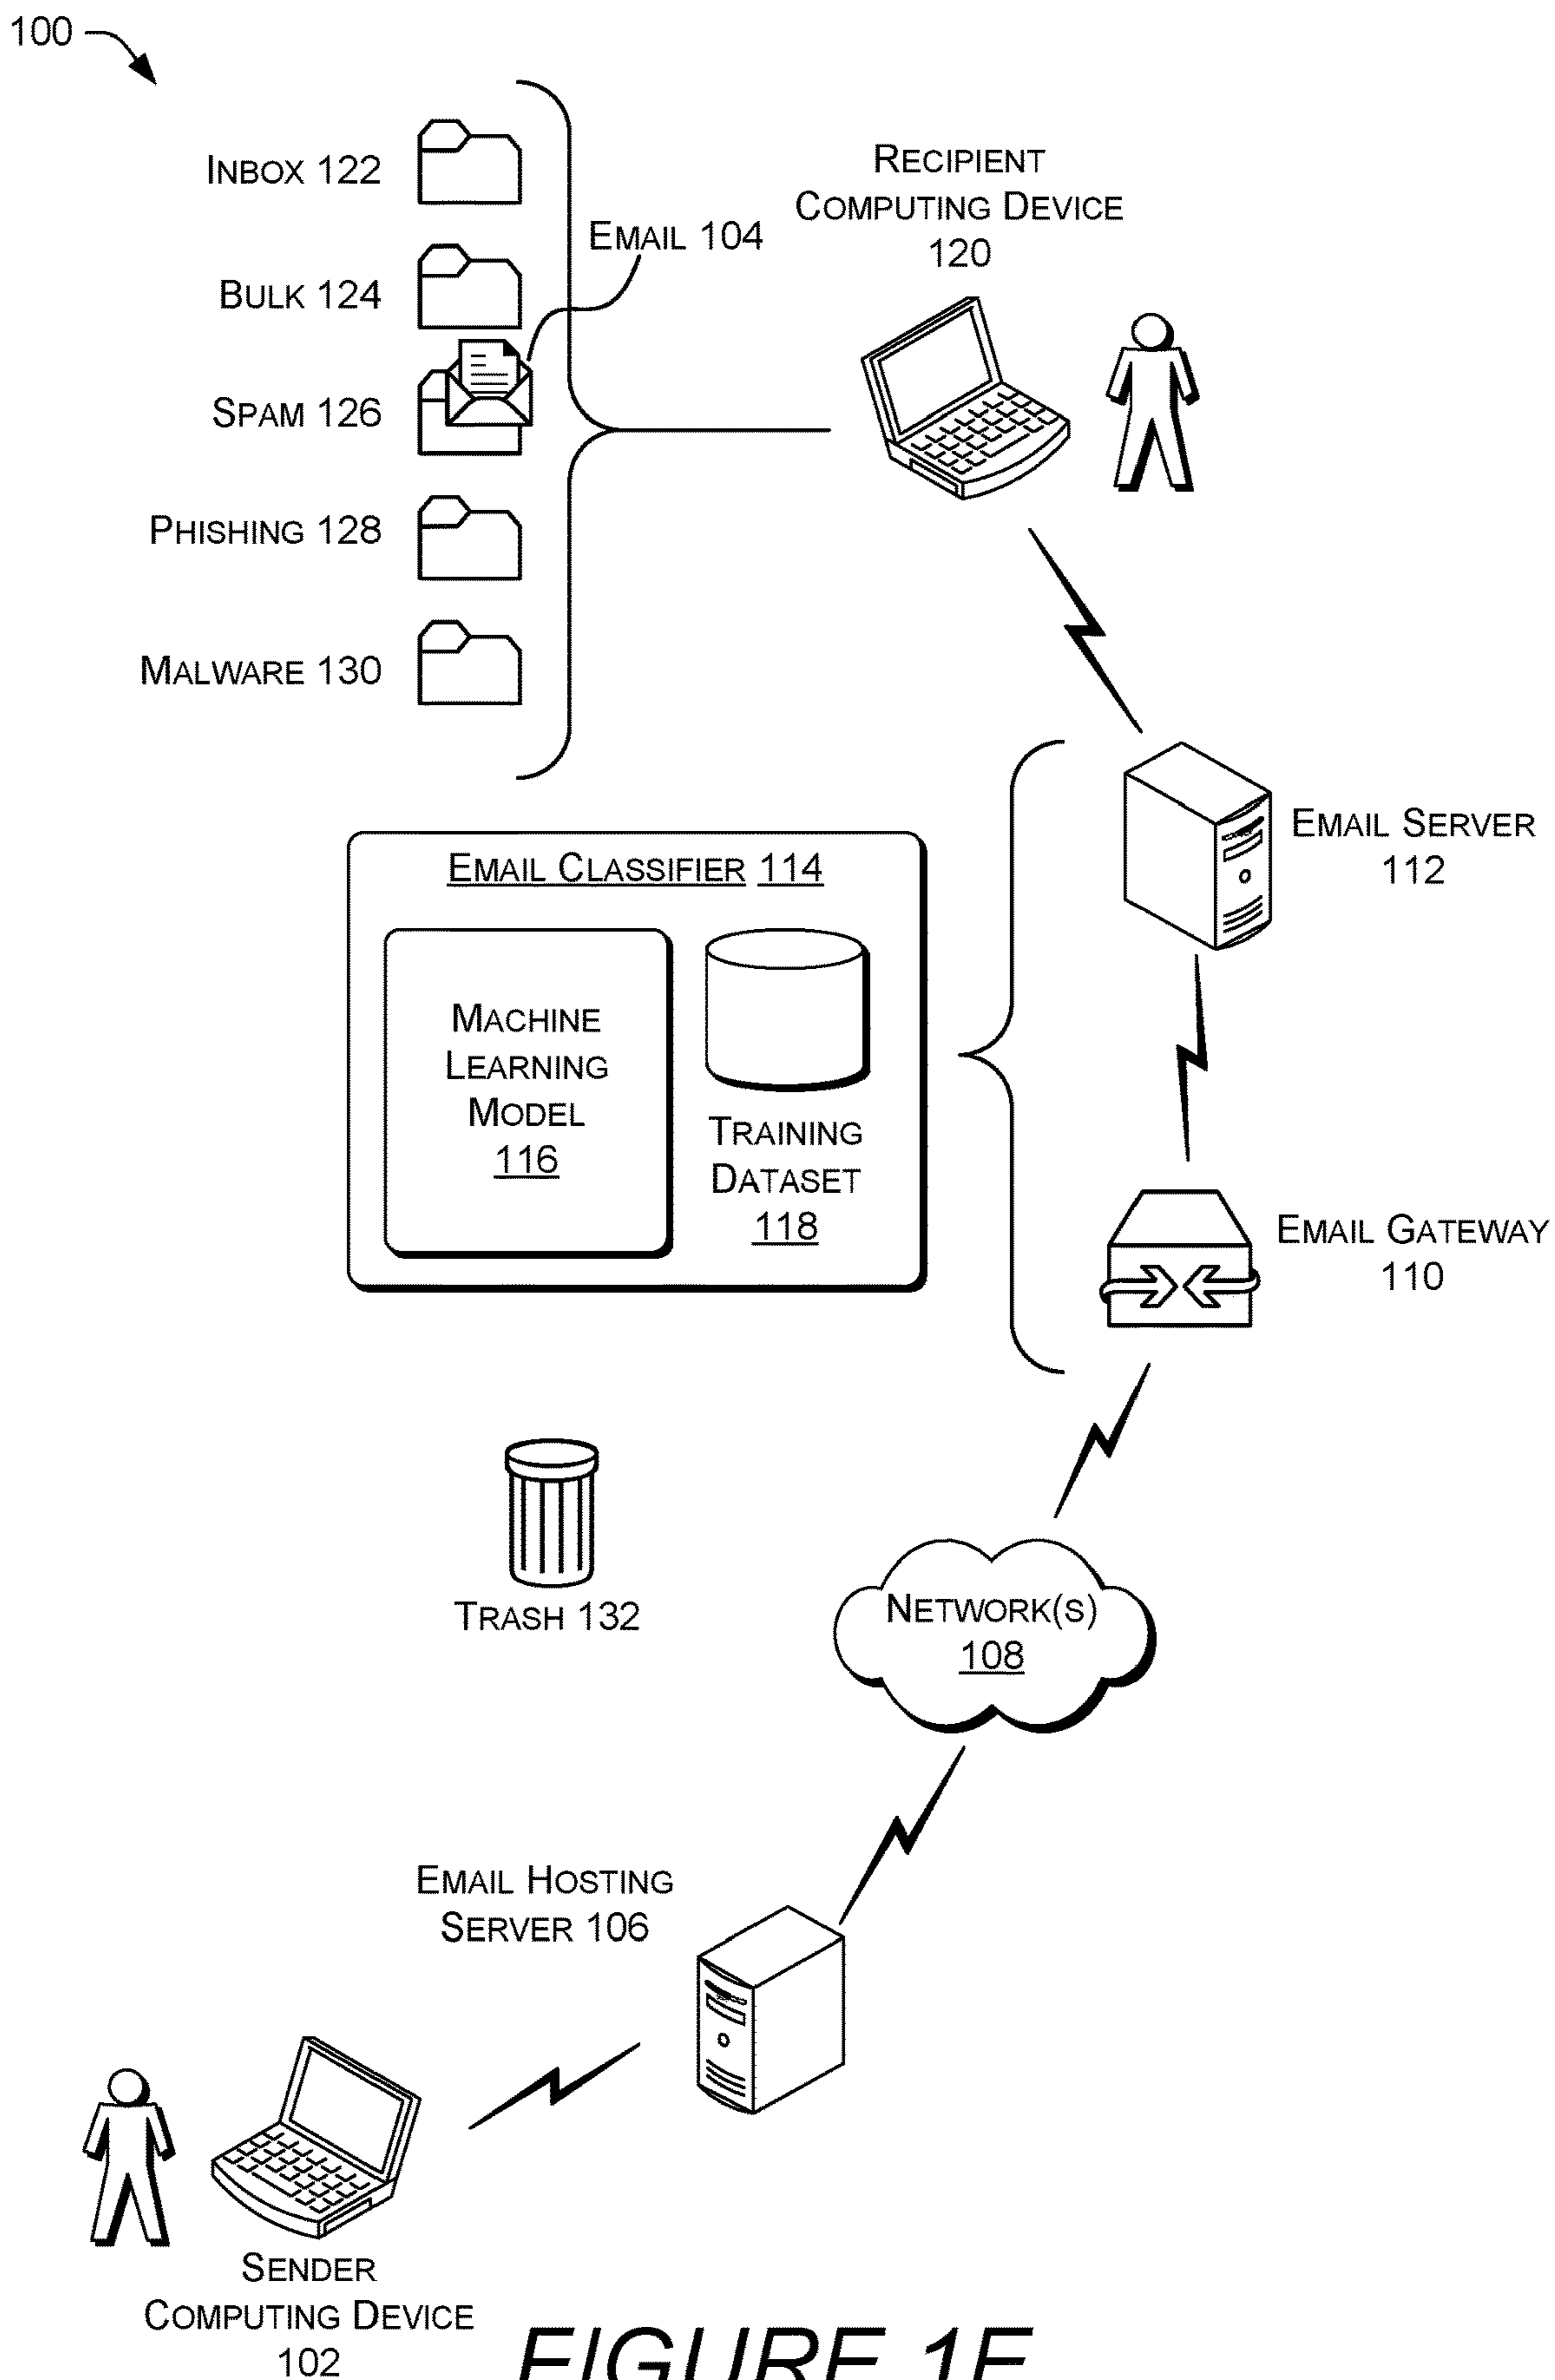 100
Inbox 122
Bulk 124
Spam 126
Phishing 128
Malware 130
Email 104
Recipient
Computing Device
120
Email Server
112
Email Classifier 114
Machine
Learning
Model
116
Training
Dataset
118
Email Gateway
110
Trash 132
Network(s)
108
Email Hosting
Server 106
Sender
Computing Device
102
FIGURE